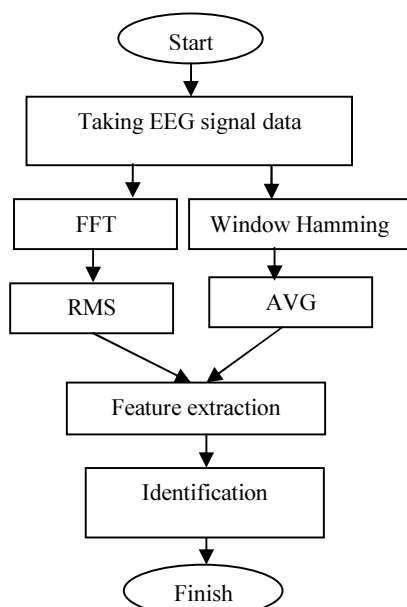 Start
Taking EEG signal data
FFT
Window Hamming
RMS
AVG
Feature extraction
Identification
Finish